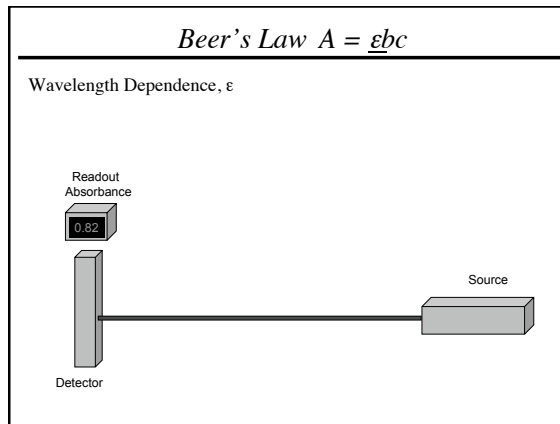 Beer's Law A = εbc
Wavelength Dependence, ε
Readout
Absorbance
0.82
Source
Detector